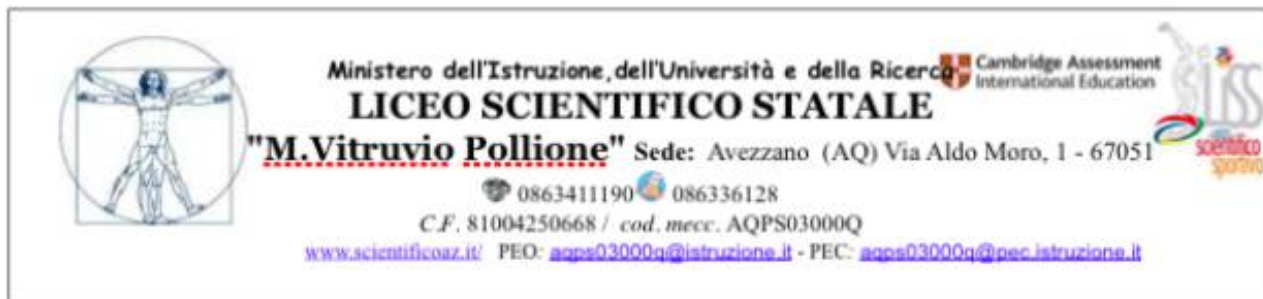 Ministero dell'Istruzione,dell'Università e della Ricerca
Cambridge Assessment
International Education
LICEO SCIENTIFICO STATALE
"M.Vitruvio Pollione" Sede: Avezzano (AQ) Via Aldo Moro, 1 - 67051
LISS
scientifico
sportivo
0863411190 086336128
C.F. 81004250668 / cod. mecc. AQPS03000Q
www.scientificoaz.it/ PEO: aqps03000q@istruzione.it - PEC: aqps03000q@pec.istruzione.it